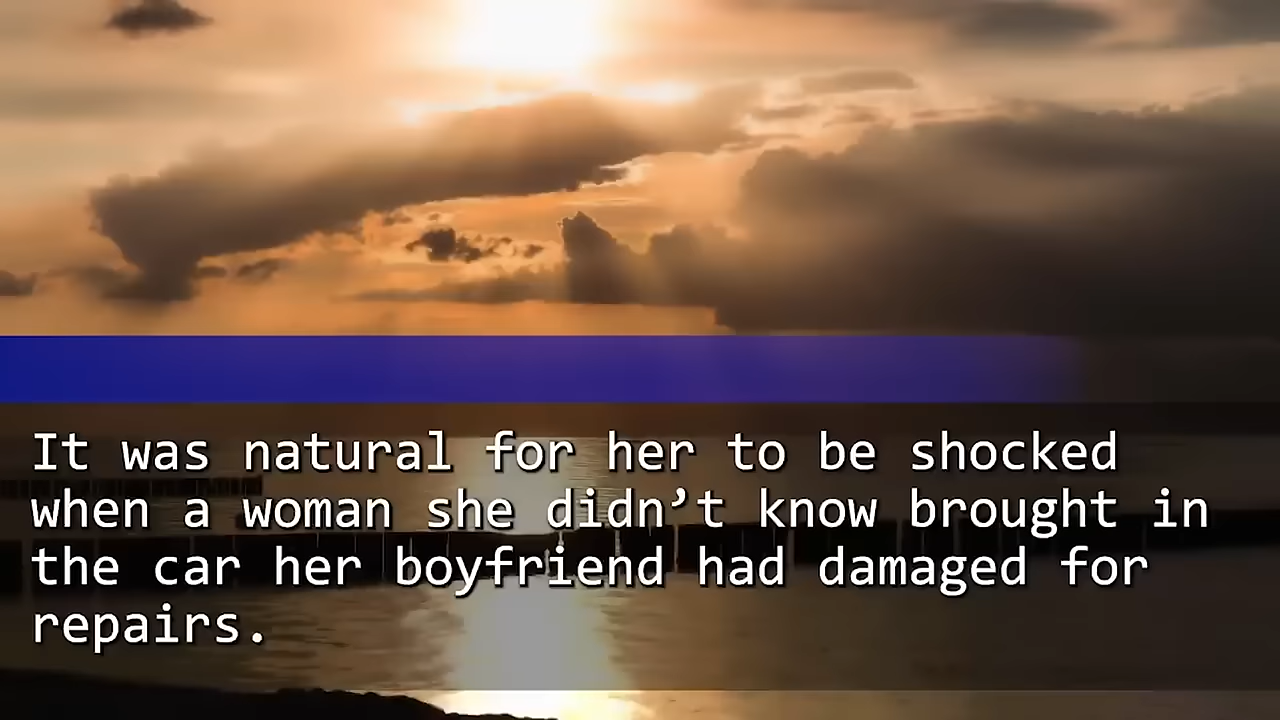 It was natural for her to be shocked
when a woman she didn’t know brought in
the car her boyfriend had damaged for
repairs.